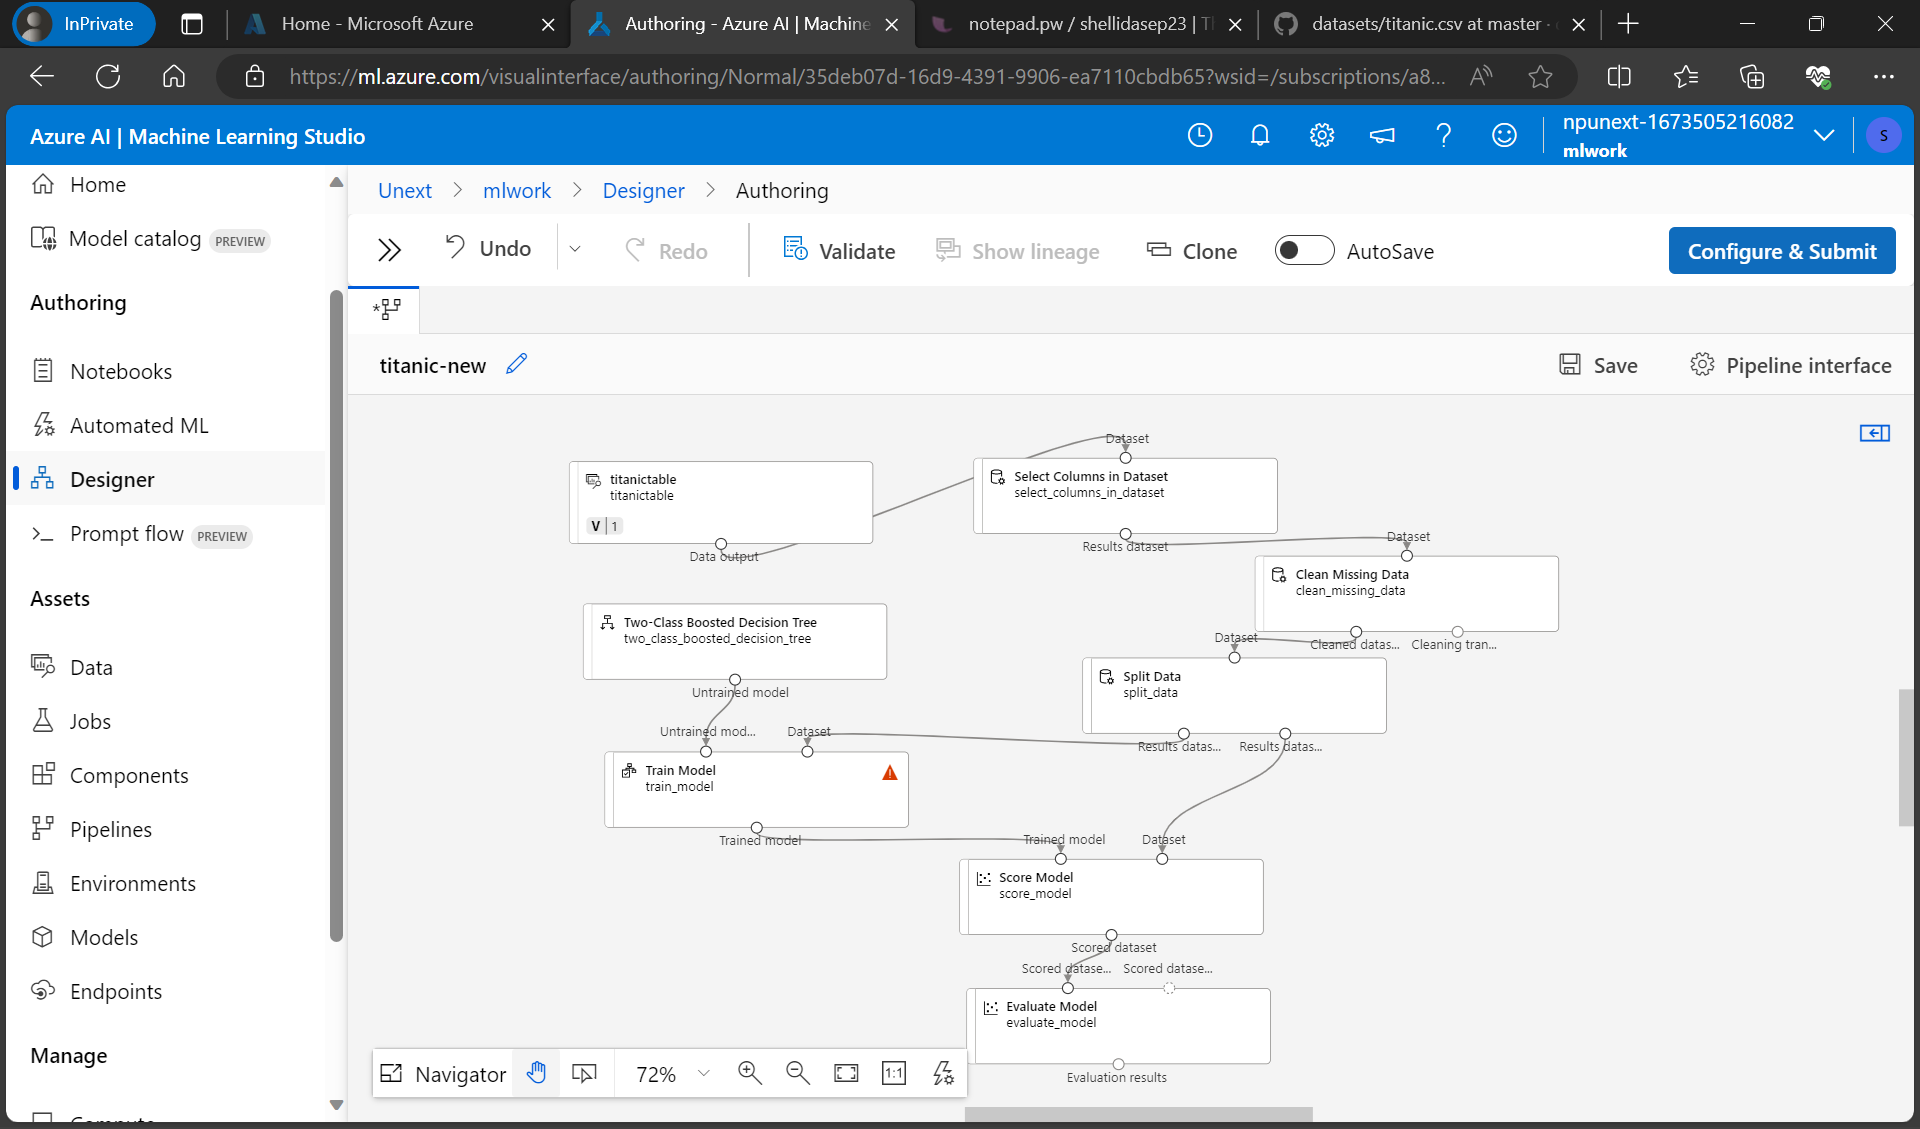 InPrivate
Home - Microsoft Azure
Authoring - Azure AI | Machine
notepad.pw / shellidasep23 | Th
datasets/titanic.csv at master ·
https://ml.azure.com/visualinterface/authoring/Normal/35deb07d-16d9-4391-9906-ea7110cbdb65?wsid=/subscriptions/a8...
Azure AI | Machine Learning Studio
npunext-1673505216082
mlwork
S
Home
Model catalog PREVIEW
Authoring
Notebooks
Automated ML
Designer
Prompt flow PREVIEW
Assets
Data
Jobs
Components
Pipelines
Environments
Models
Endpoints
Manage
Compute
Unext > mlwork > Designer > Authoring
Undo
Redo
Validate
Show lineage
Clone
AutoSave
Configure & Submit
*
titanic-new
Save
Pipeline interface
titanictable
titanictable
V 1
Data output
Dataset
Select Columns in Dataset
select_columns_in_dataset
Results dataset
Dataset
Clean Missing Data
clean_missing_data
Cleaned datas...
Cleaning tran...
Two-Class Boosted Decision Tree
two_class_boosted_decision_tree
Untrained model
Dataset
Split Data
split_data
Results datas...
Results datas...
Untrained mod...
Dataset
Train Model
train_model
Trained model
Trained model
Dataset
Score Model
score_model
Scored dataset
Scored datase...
Scored datase...
Evaluate Model
evaluate_model
Evaluation results
Navigator
72%
1:1